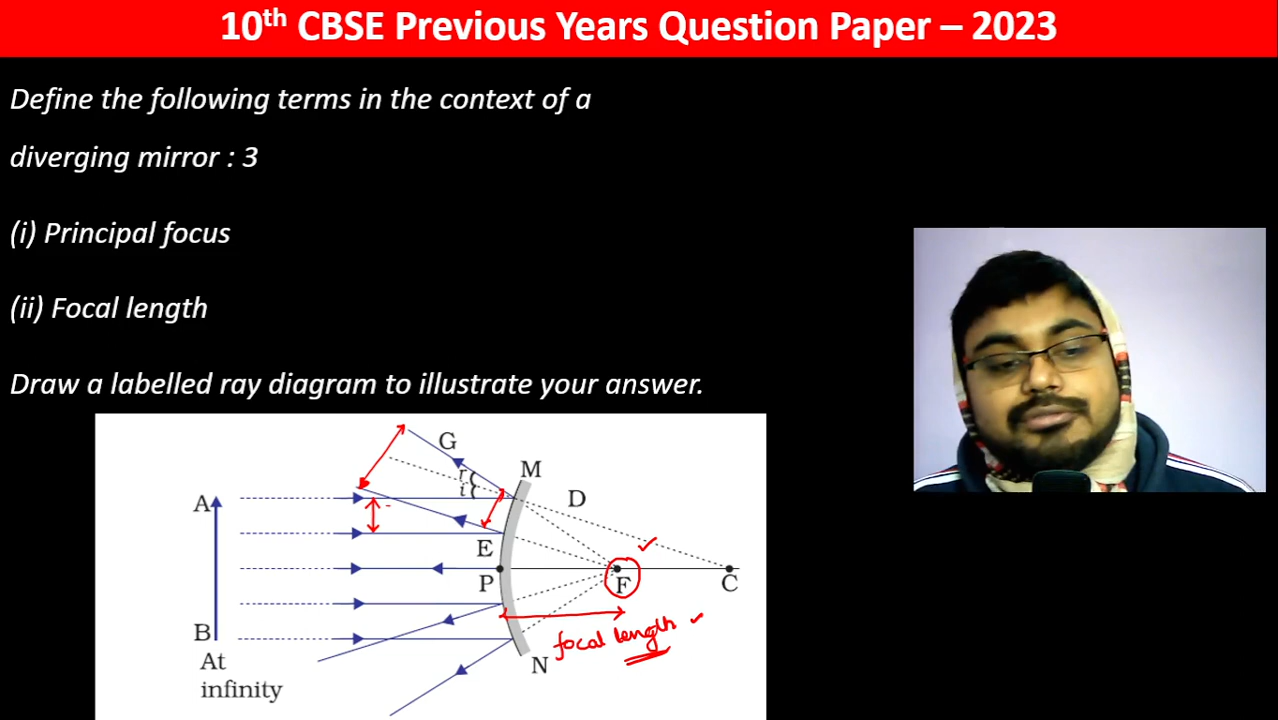 10th CBSE Previous Years Question Paper – 2023
Define the following terms in the context of a
diverging mirror : 3
(i) Principal focus
(ii) Focal length
Draw a labelled ray diagram to illustrate your answer.
G
M
r
i
D
A
E
P
F
C
B
N
focal length
At
infinity